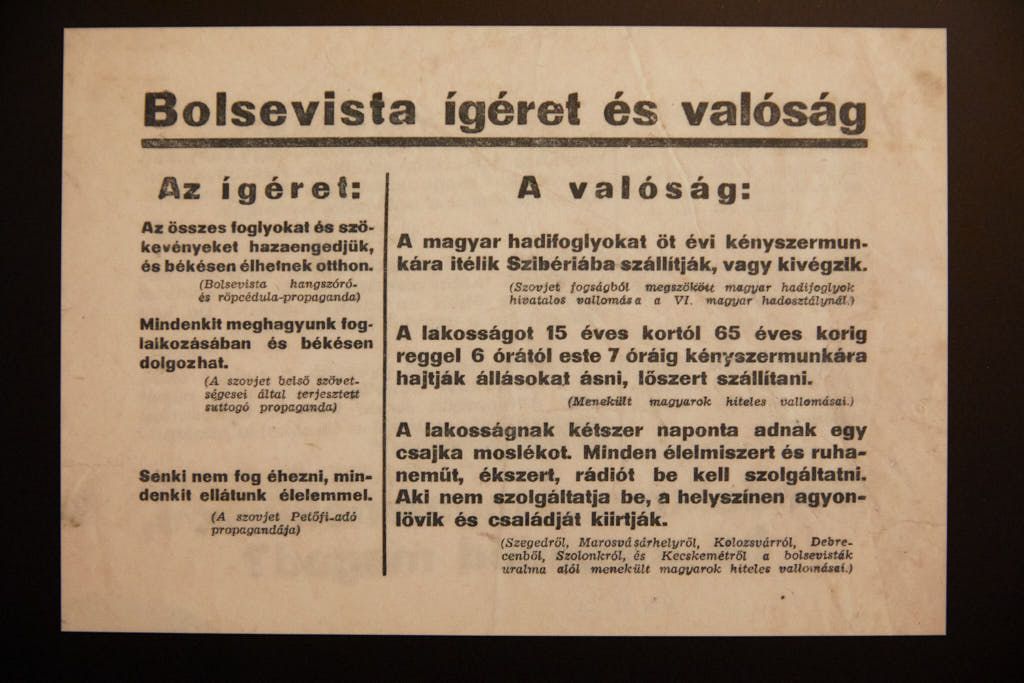 Bolsevista ígéret és valóság
Az ígéret:
Az összes foglyokat és szö-
kevényeket hazaengedjük,
és békésen élhetnek otthon.
(Bolsevista hangszóró-
és röpcédula-propaganda)
Mindenkit meghagyunk fog-
lalkozásában és békésen
dolgozhat.
(A szovjet belső szövet-
ségesei által terjesztett
suttogó propaganda)
Senki nem fog éhezni, min-
denkit ellátunk élelemmel.
(A szovjet Petőfi-adó
propagandája)
A valóság:
A magyar hadifoglyokat öt évi kényszermun-
kára itélik Szibériába szállítják, vagy kivégzik.
(Szovjet fogságból megszökött magyar hadifoglyok
hivatalos vallomása a VI. magyar hadosztálynál.)
A lakosságot 15 éves kortól 65 éves korig
reggel 6 órától este 7 óráig kényszermunkára
hajtják állásokat ásni, lőszert szállítani.
(Menekült magyarok hiteles vallomásai.)
A lakosságnak kétszer naponta adnak egy
csajka moslékot. Minden élelmiszert és ruha-
neműt, ékszert, rádiót be kell szolgáltatni.
Aki nem szolgáltatja be, a helyszínen agyon-
lövik és családját kiirtják.
(Szegedről, Marosvásárhelyről, Kolozsvárról, Debre-
cenből, Szolonkról, és Kecskemétről a bolsevisták
uralma alól menekült magyarok hiteles vallomásai.)